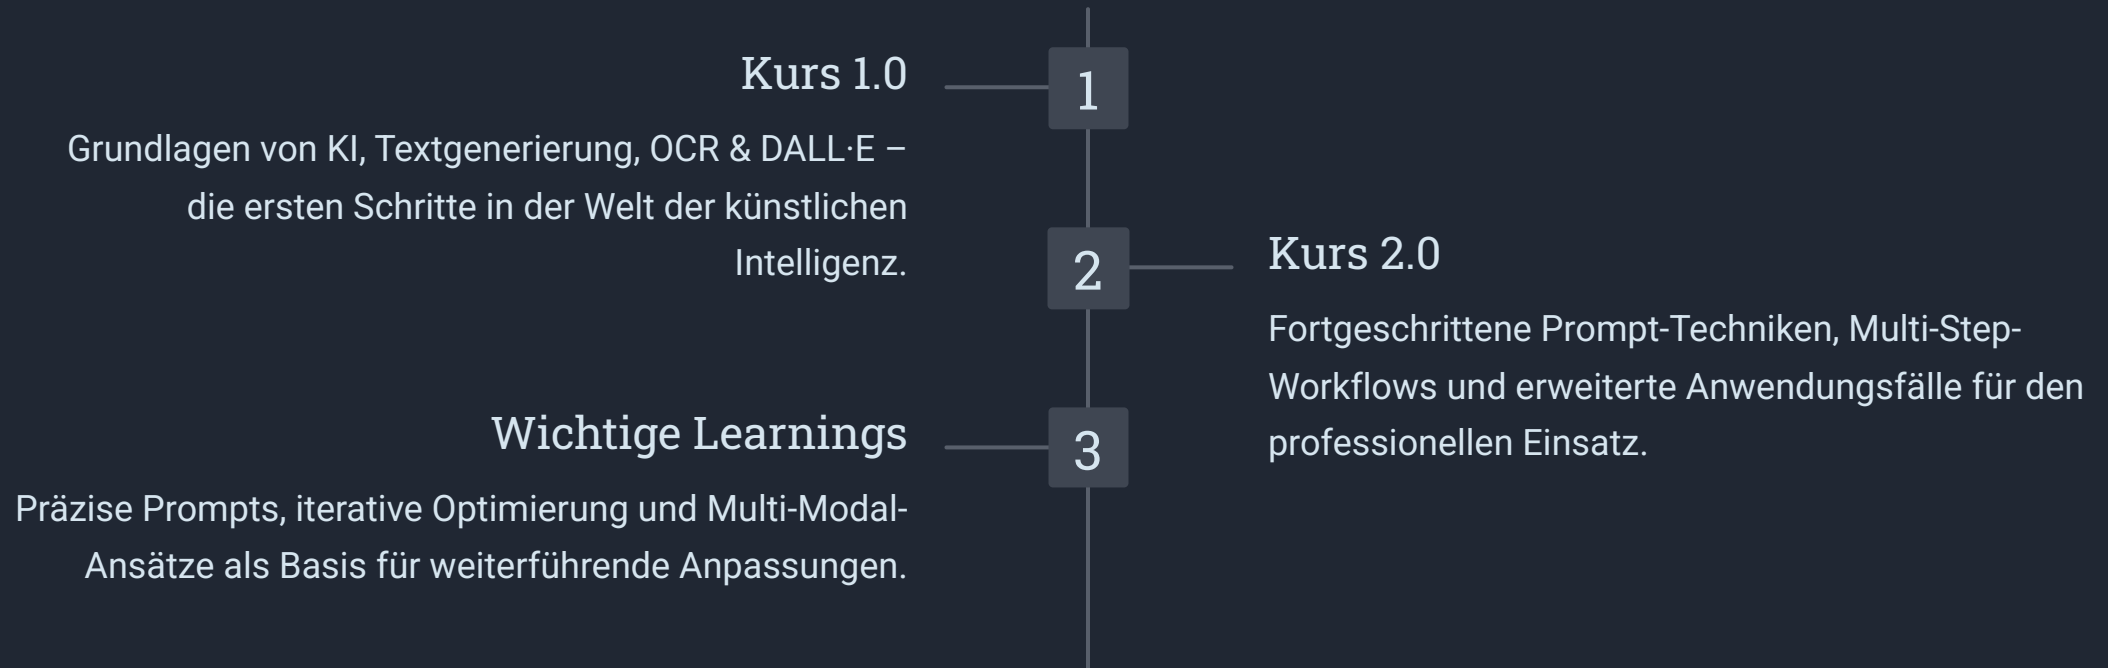 Kurs 1.0
1
Grundlagen von KI, Textgenerierung, OCR & DALL·E –
die ersten Schritte in der Welt der künstlichen
Intelligenz.
2
Kurs 2.0
Fortgeschrittene Prompt-Techniken, Multi-Step-
Workflows und erweiterte Anwendungsfälle für den
professionellen Einsatz.
Wichtige Learnings
3
Präzise Prompts, iterative Optimierung und Multi-Modal-
Ansätze als Basis für weiterführende Anpassungen.